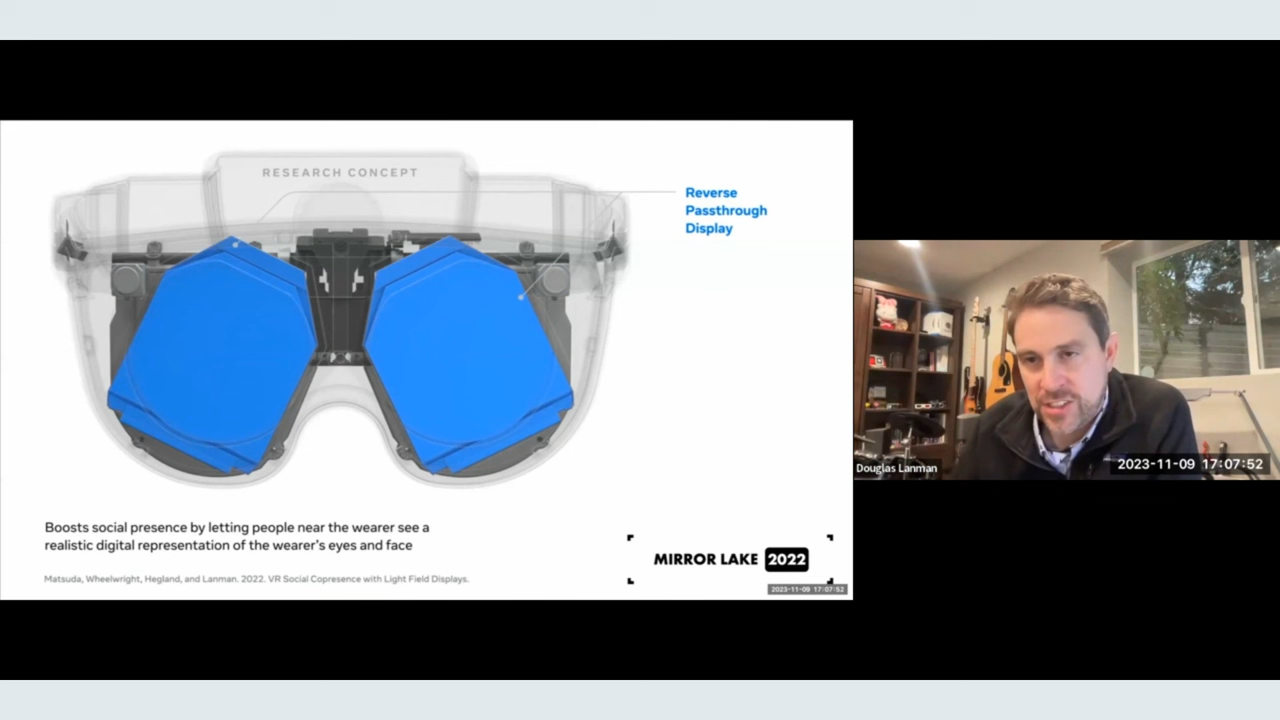 RESEARCH CONCEPT
Reverse
Passthrough
Display
Boosts social presence by letting people near the wearer see a
realistic digital representation of the wearer's eyes and face
Matsuda, Wheelwright, Hegland, and Lanman. 2022. VR Social Copresence with Light Field Displays.
MIRROR LAKE 2022
2023-11-09 17:07:52
Douglas Lanman
2023-11-09 17:07:52